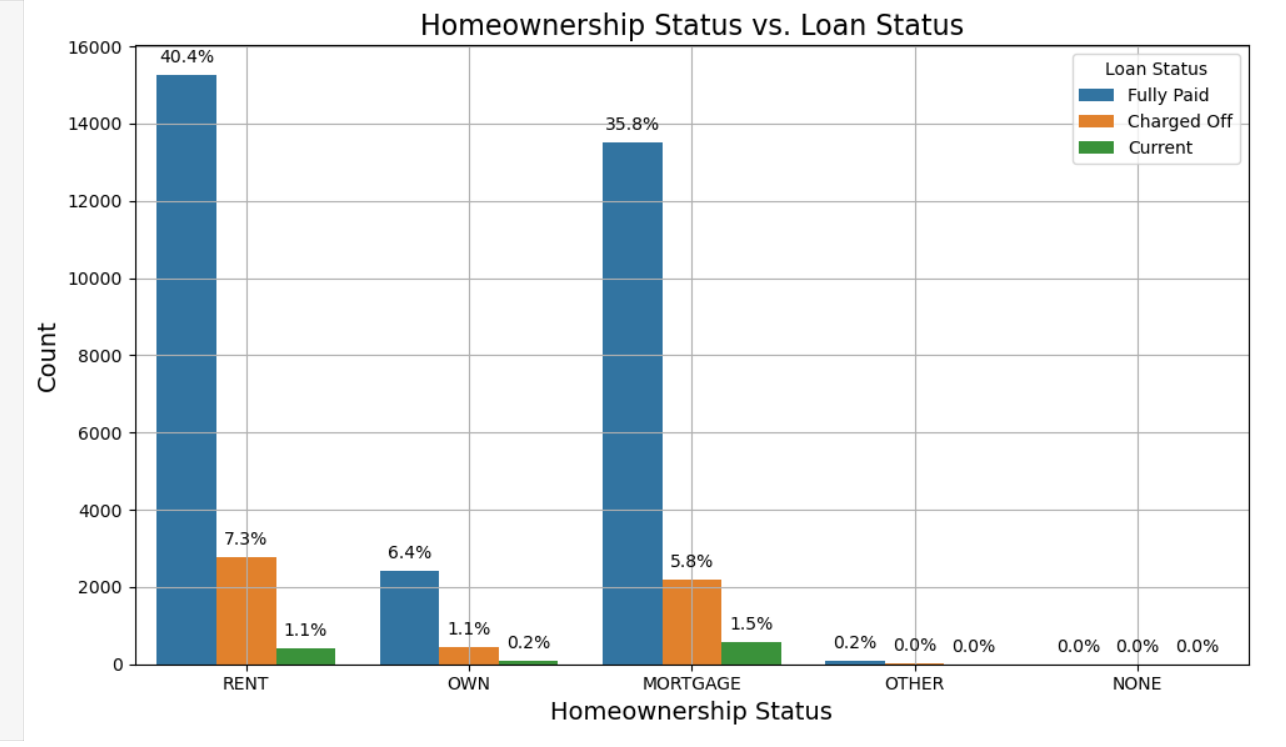 Homeownership Status vs. Loan Status
16000
14000
12000
10000
8000
6000
4000
2000
0
Count
40.4%
7.3%
1.1%
6.4%
1.1%
0.2%
35.8%
5.8%
1.5%
0.2%
0.0%
0.0%
0.0%
0.0%
0.0%
Loan Status
Fully Paid
Charged Off
Current
RENT
OWN
MORTGAGE
OTHER
NONE
Homeownership Status